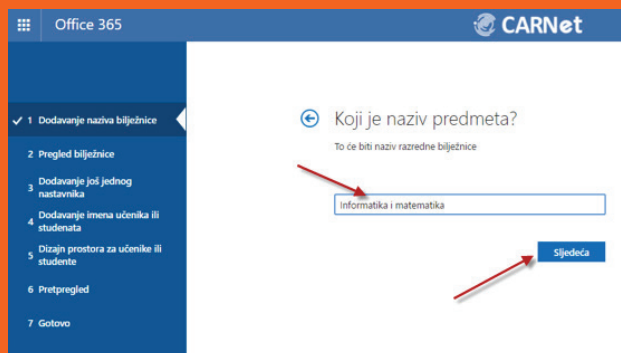 Office 365
CARNet
1 Dodavanje naziva bilježnice
2 Pregled bilježnice
3 Dodavanje još jednog
nastavnika
4 Dodavanje imena učenika ili
studenata
5 Dizajn prostora za učenike ili
studente
6 Pretpregled
7 Gotovo
Koji je naziv predmeta?
To će biti naziv razredne bilježnice
Informatika i matematika
Sljedeća